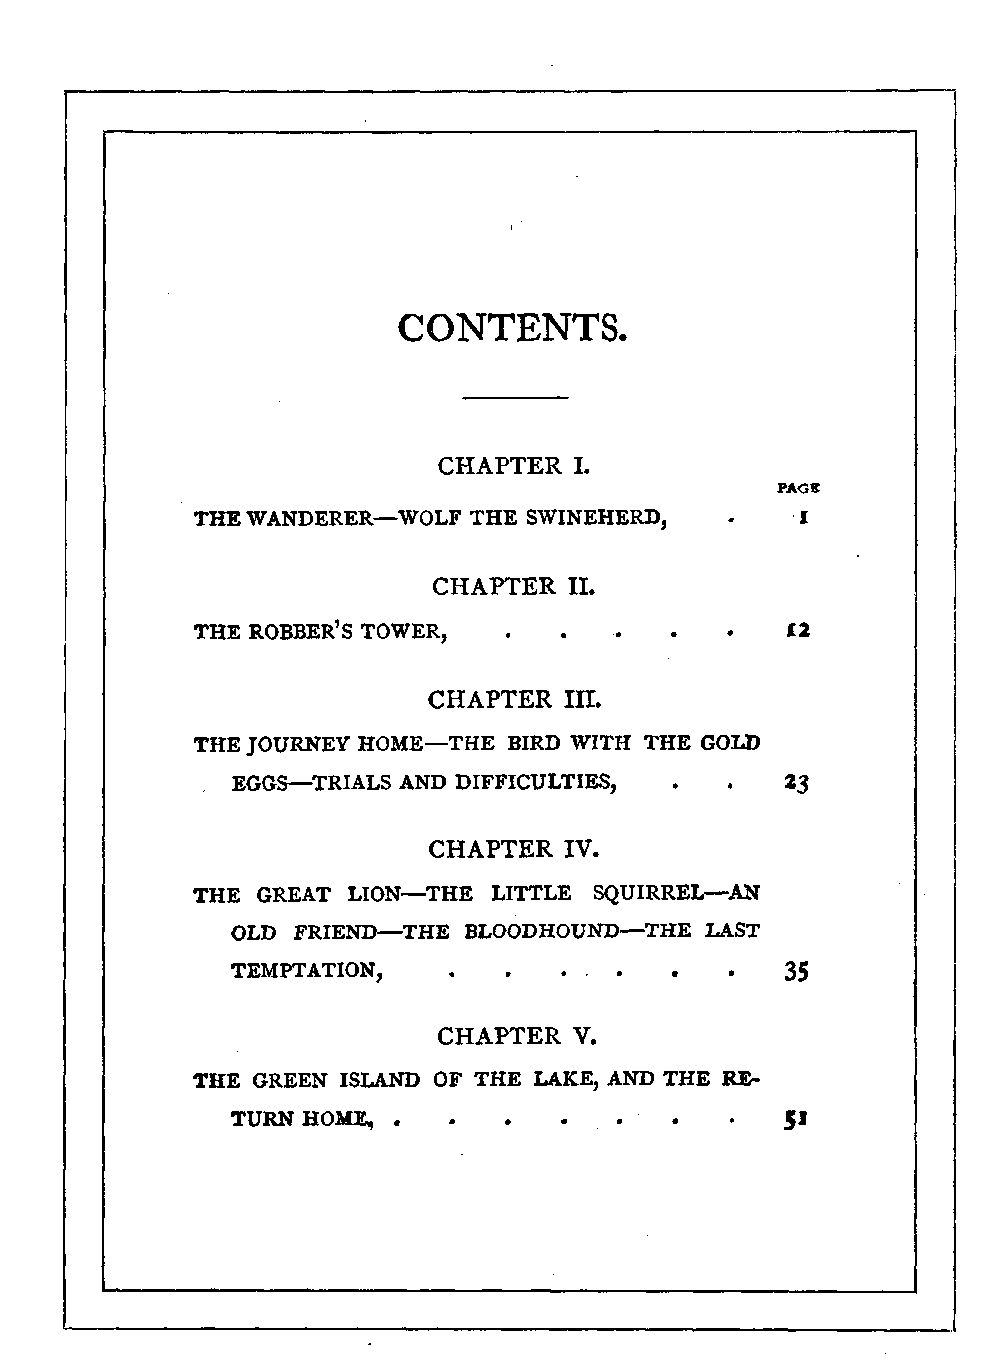 CONTENTS.
CHAPTER I.
PAGE
THE WANDERER—WOLF THE SWINEHERD, . 1
CHAPTER II.
THE ROBBER'S TOWER, . . . . . 12
CHAPTER III.
THE JOURNEY HOME—THE BIRD WITH THE GOLD
EGGS—TRIALS AND DIFFICULTIES, . . 23
CHAPTER IV.
THE GREAT LION—THE LITTLE SQUIRREL—AN
OLD FRIEND—THE BLOODHOUND—THE LAST
TEMPTATION, . . . . . . 35
CHAPTER V.
THE GREEN ISLAND OF THE LAKE, AND THE RE-
TURN HOME, . . . . . . . 51